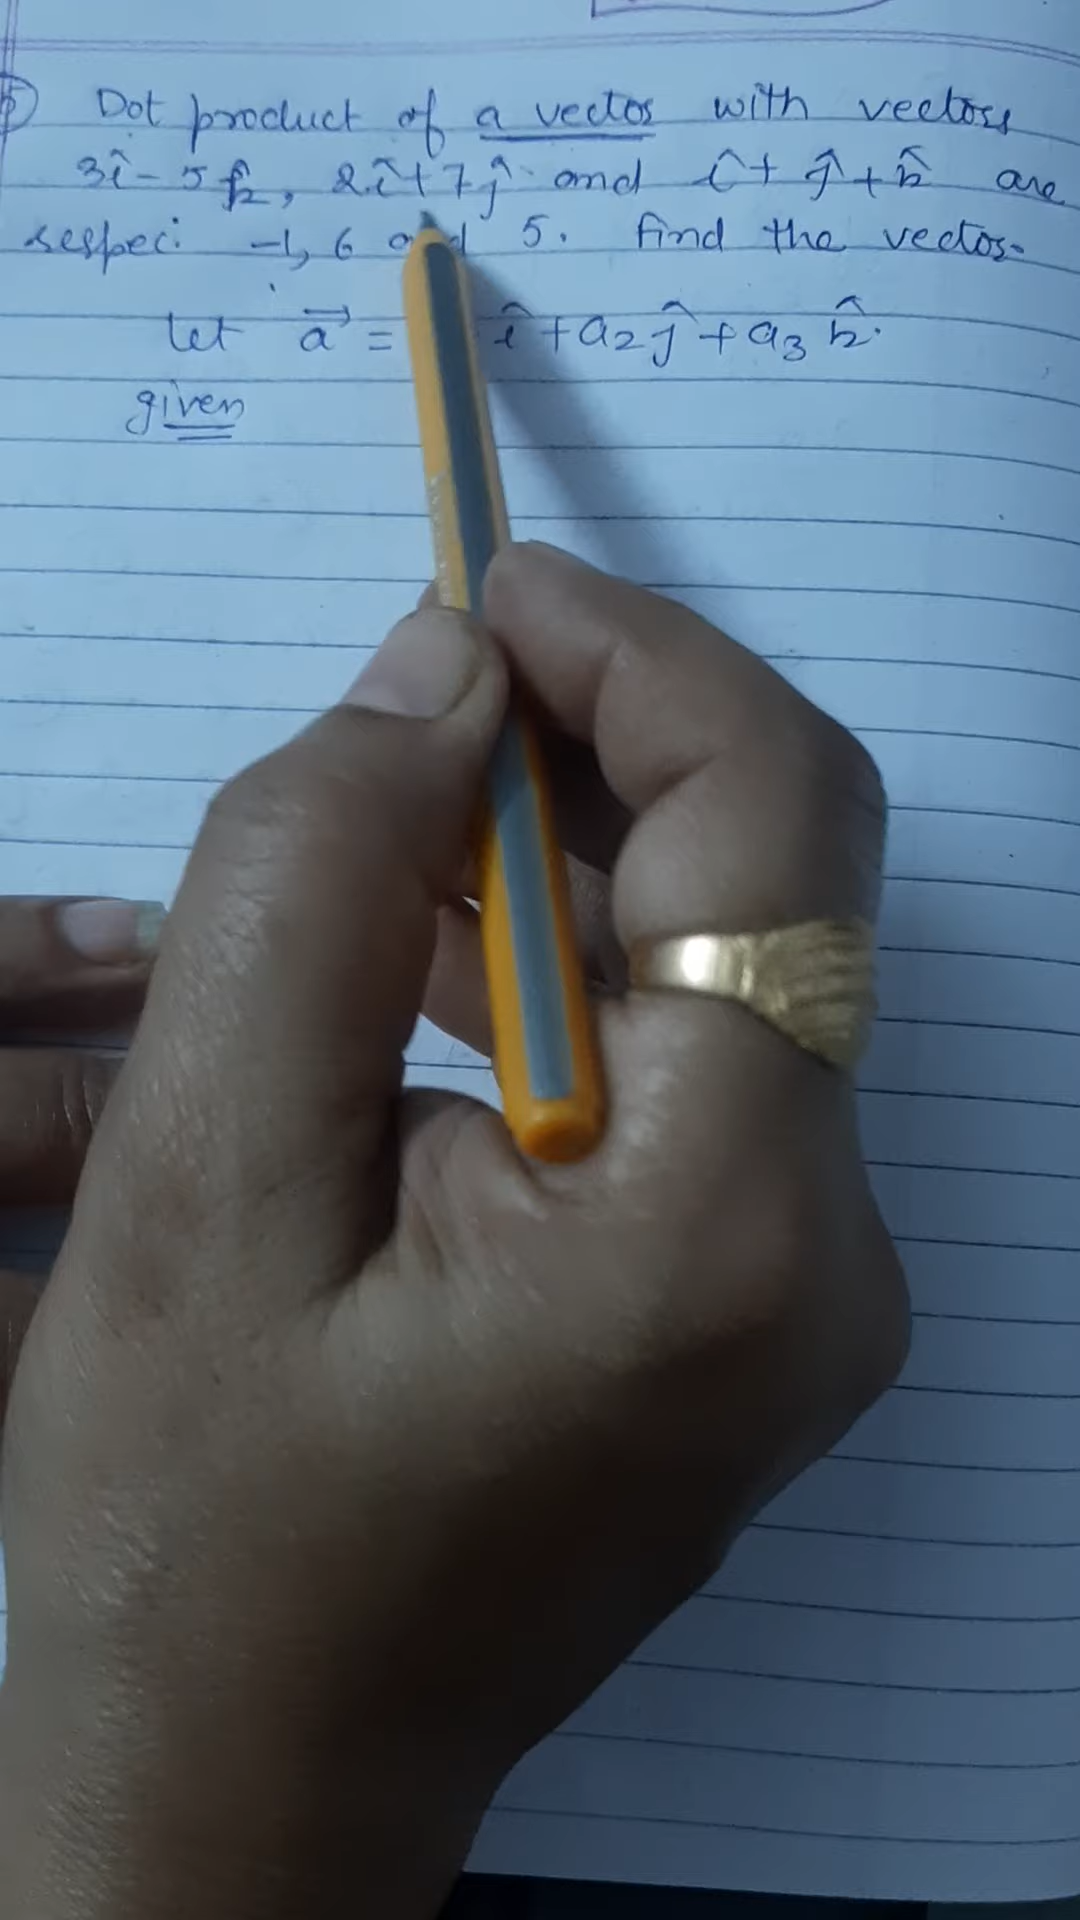 Dot product of a vector with vectors
3î - 5k̂, 2î + 7ĵ and î + ĵ + k̂ are
respec. -1, 6 and 5. Find the vector.
Let a⃗ = î + a₂ĵ + a₃k̂.
given